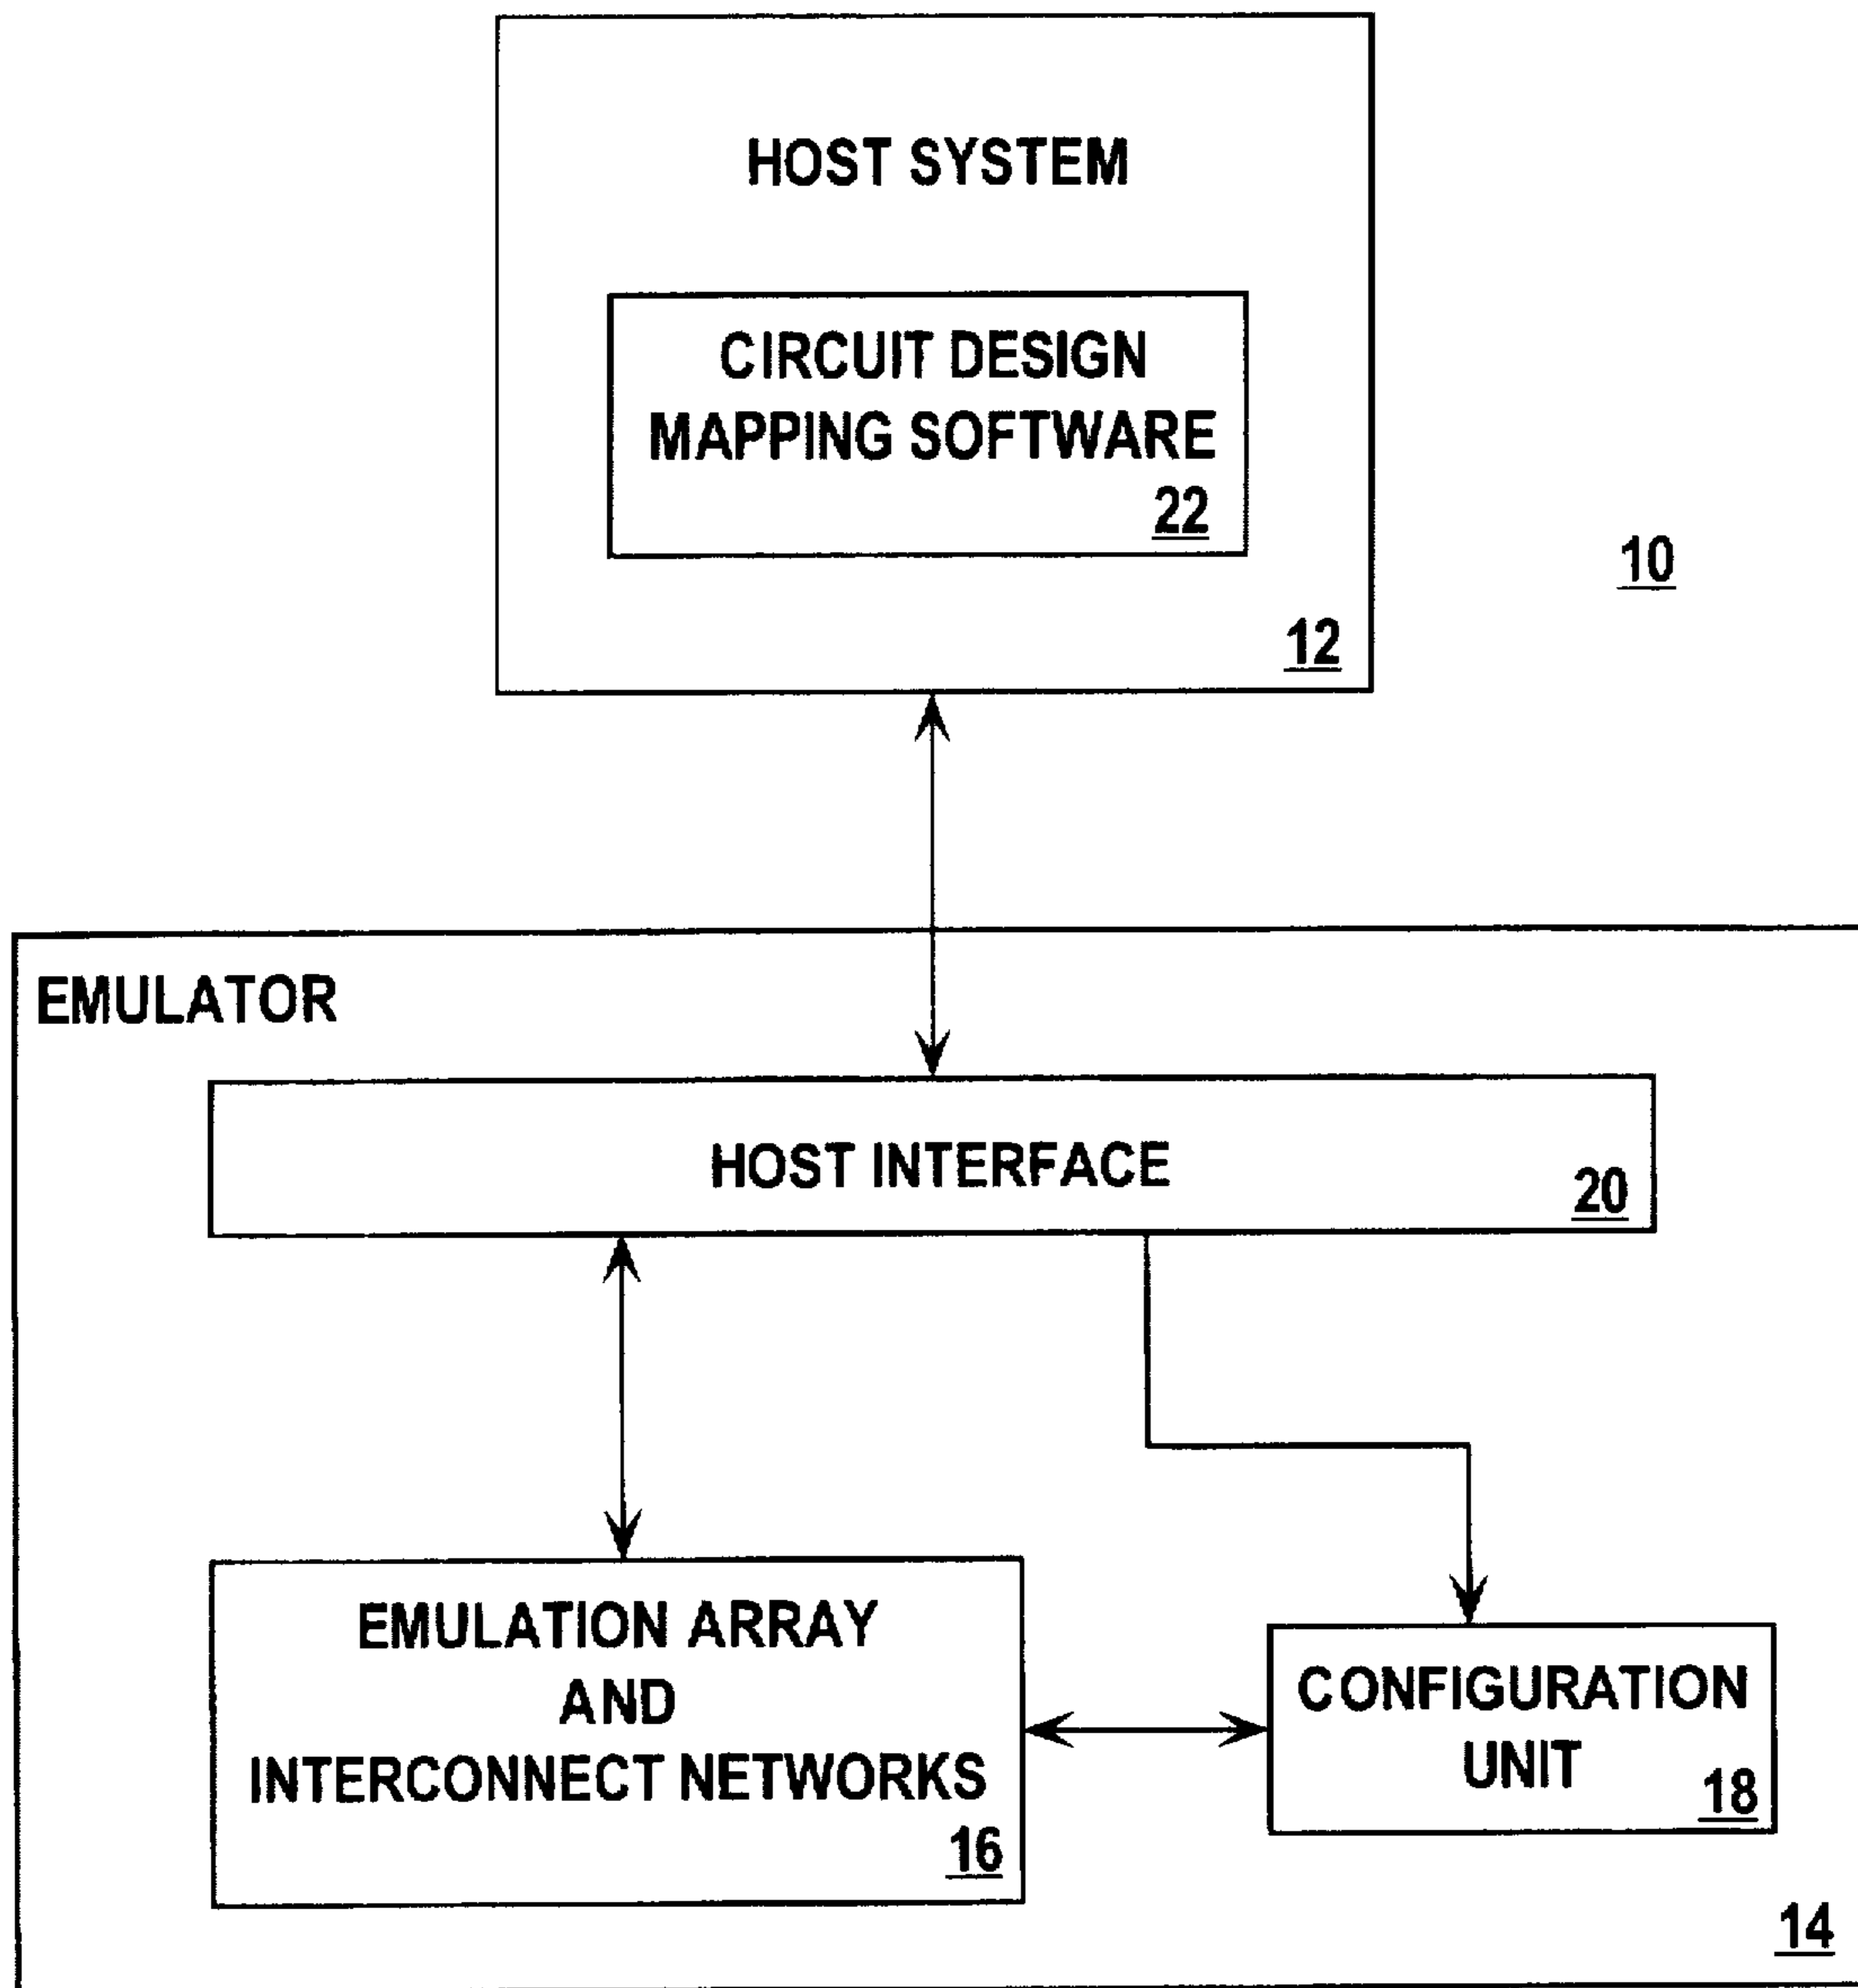 HOST SYSTEM
CIRCUIT DESIGN
MAPPING SOFTWARE
22
10
12
EMULATOR
HOST INTERFACE
20
EMULATION ARRAY
AND
INTERCONNECT NETWORKS
16
CONFIGURATION
UNIT
18
14